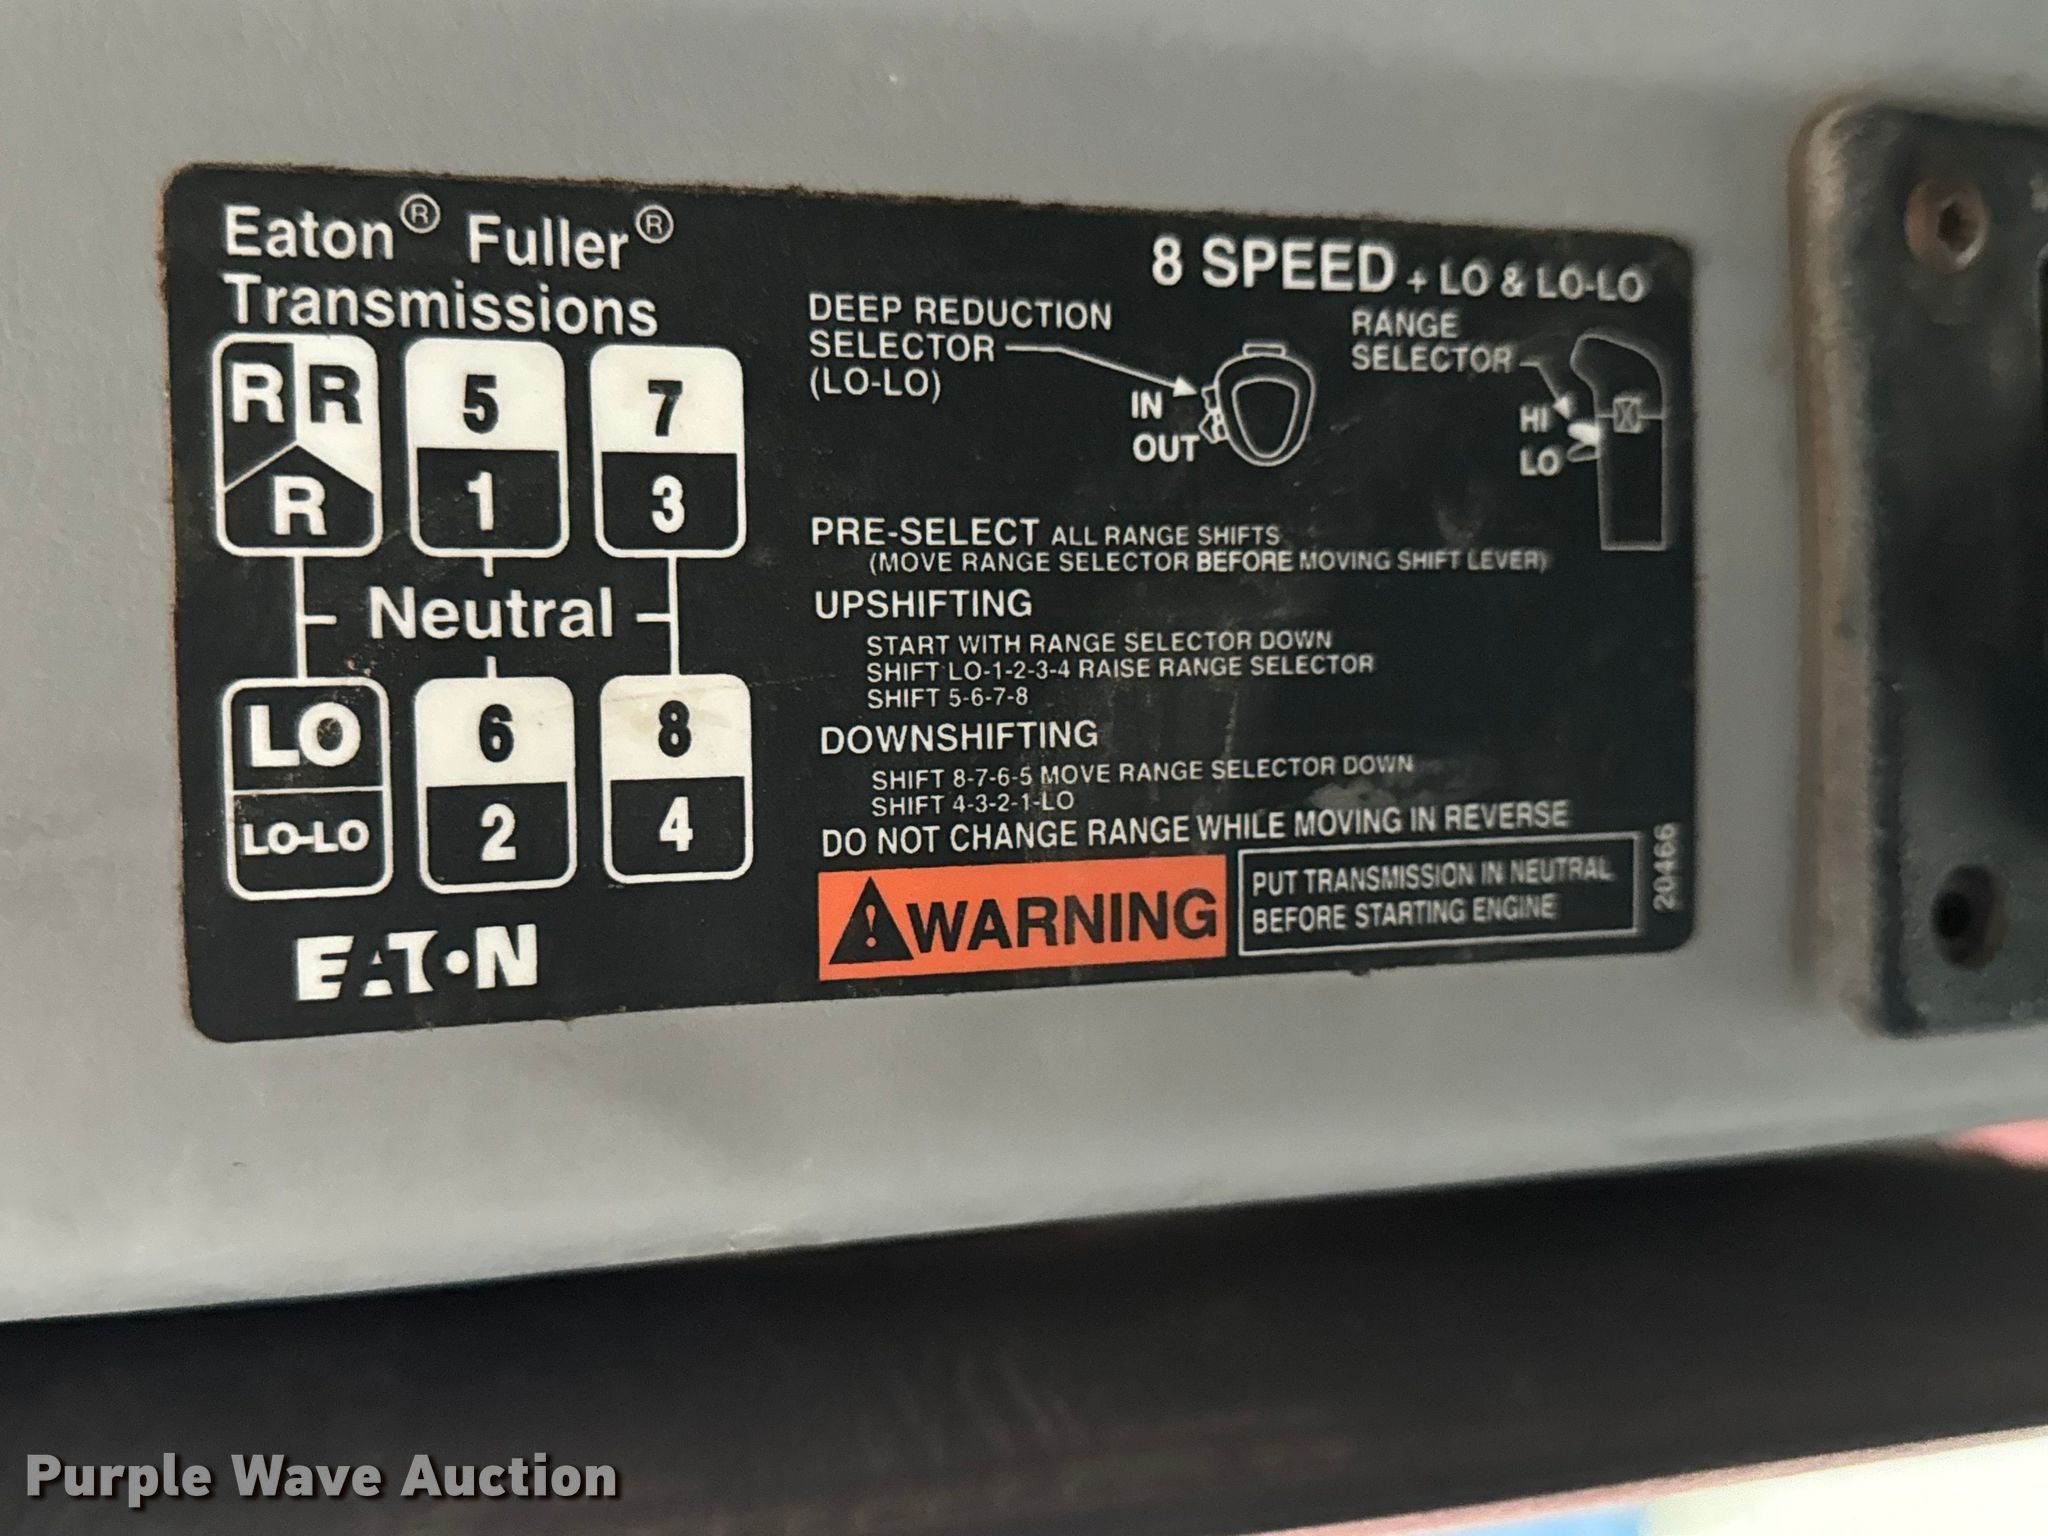 Eaton® Fuller®
Transmissions
R R
R
5
1
7
3
Neutral
LO
LO-LO
6
2
8
4
EATON
8 SPEED + LO & LO-LO
DEEP REDUCTION
SELECTOR
(LO-LO)
IN
OUT
RANGE
SELECTOR
HI
LO
PRE-SELECT ALL RANGE SHIFTS
(MOVE RANGE SELECTOR BEFORE MOVING SHIFT LEVER)
UPSHIFTING
START WITH RANGE SELECTOR DOWN
SHIFT LO-1-2-3-4 RAISE RANGE SELECTOR
SHIFT 5-6-7-8
DOWNSHIFTING
SHIFT 8-7-6-5 MOVE RANGE SELECTOR DOWN
SHIFT 4-3-2-1-LO
DO NOT CHANGE RANGE WHILE MOVING IN REVERSE
WARNING
PUT TRANSMISSION IN NEUTRAL
BEFORE STARTING ENGINE
20466
Purple Wave Auction